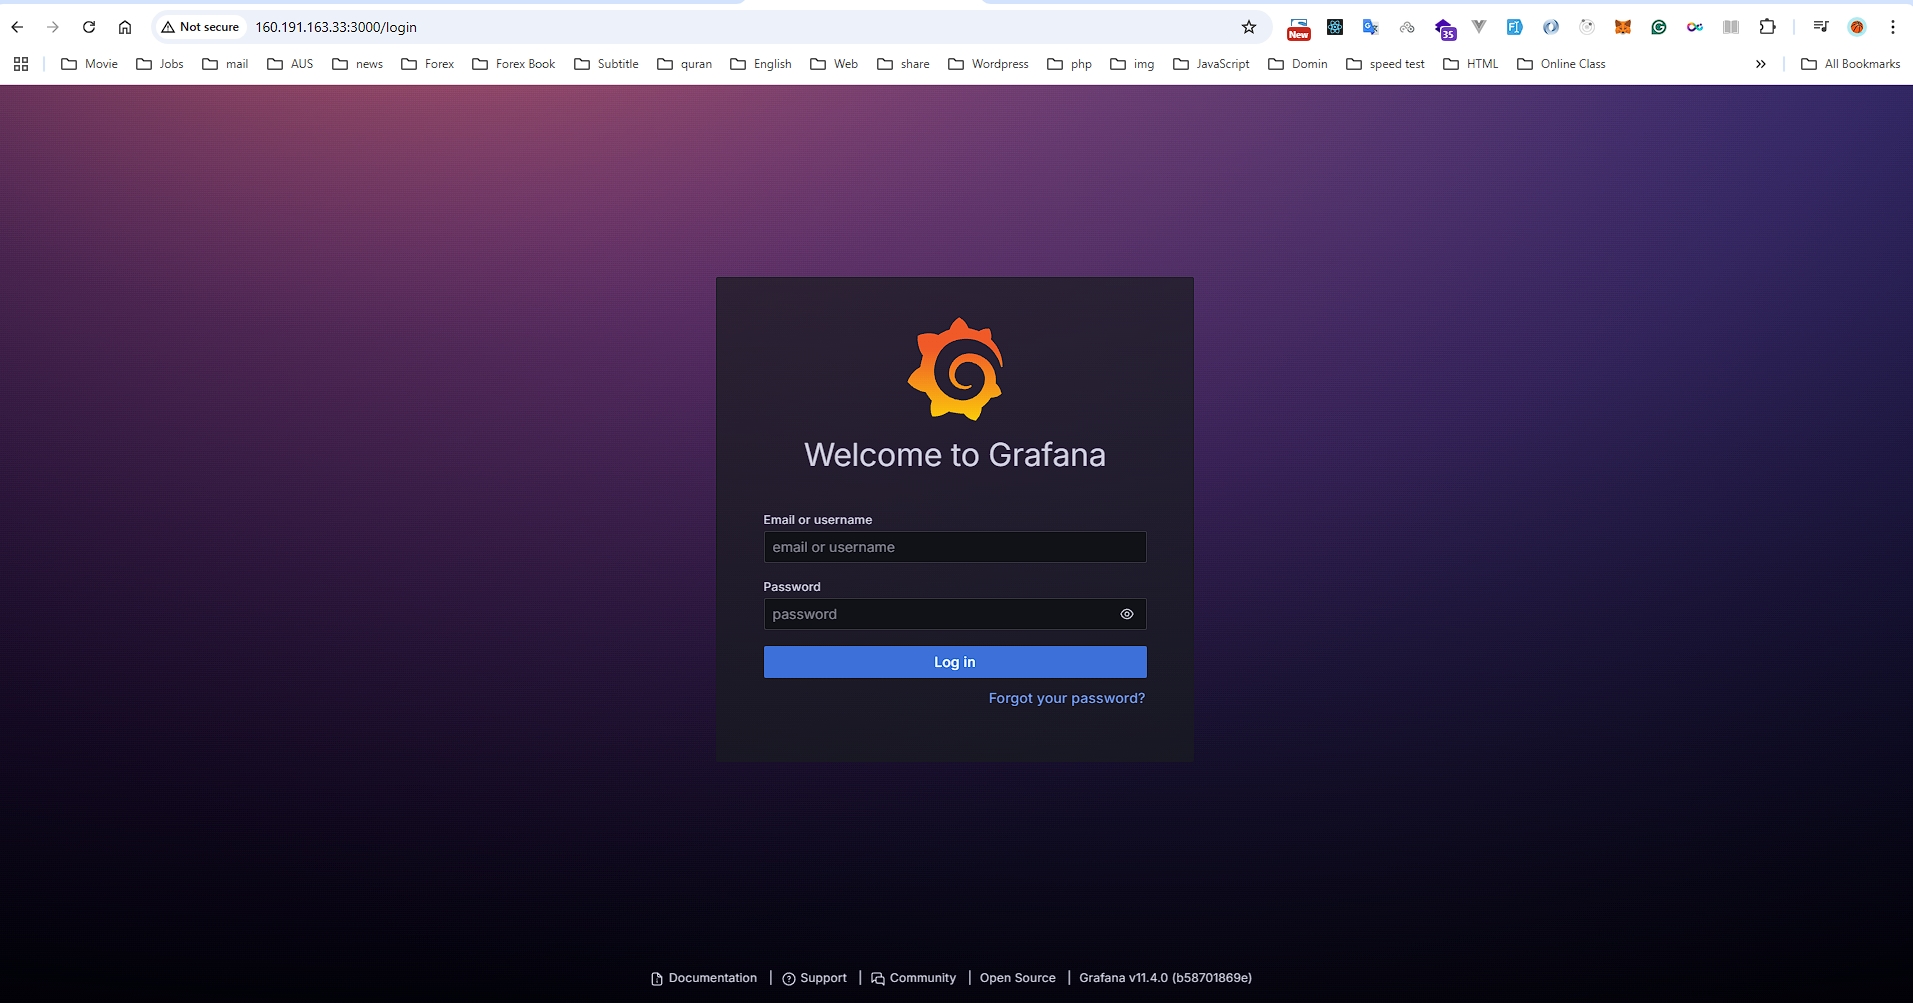 Not secure 160.191.163.33:3000/login New 35
Movie Jobs mail AUS news Forex Forex Book Subtitle quran English Web share Wordpress php img JavaScript Domin speed test HTML Online Class » All Bookmarks
Welcome to Grafana
Email or username
email or username
Password
password
Log in
Forgot your password?
Documentation | Support | Community | Open Source | Grafana v11.4.0 (b58701869e)